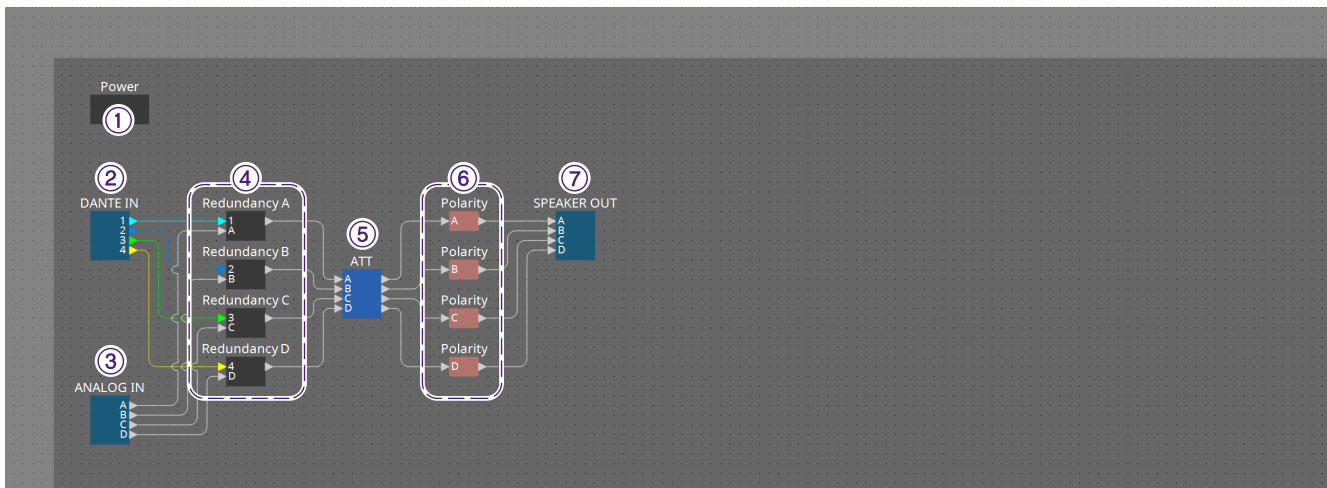 Power
①
②
DANTE IN
1
2
3
4
③
ANALOG IN
A
B
C
D
④
Redundancy A
1
A
Redundancy B
2
B
Redundancy C
3
C
Redundancy D
4
D
⑤
ATT
A
B
C
D
⑥
Polarity
A
Polarity
B
Polarity
C
Polarity
D
⑦
SPEAKER OUT
A
B
C
D